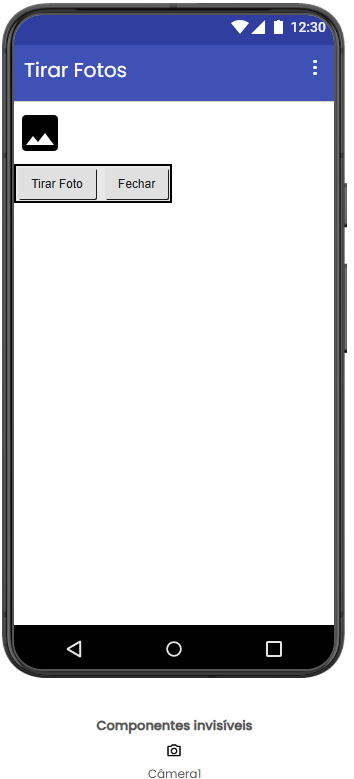 12:30
Tirar Fotos
Tirar Foto Fechar
Componentes invisíveis
Câmera1